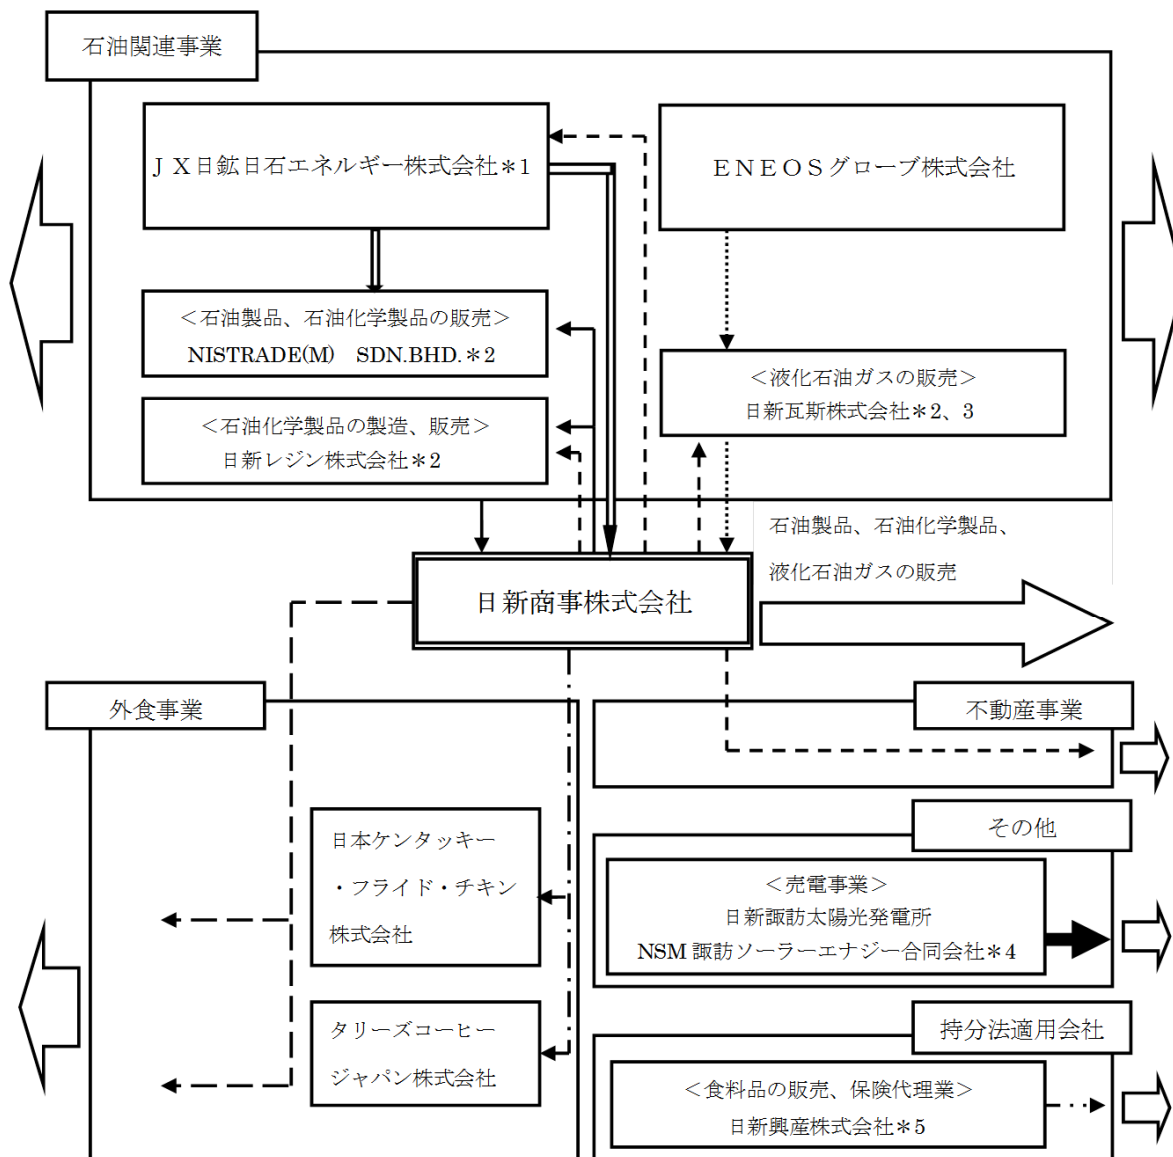 石油関連事業
ＪＸ日鉱日石エネルギー株式会社＊1
ＥＮＥＯＳグローブ株式会社
＜石油製品、石油化学製品の販売＞
NISTRADE(M)　SDN.BHD.＊2
＜液化石油ガスの販売＞
日新瓦斯株式会社＊2、3
＜石油化学製品の製造、販売＞
日新レジン株式会社＊2
石油製品、石油化学製品、
液化石油ガスの販売
日新商事株式会社
外食事業
不動産事業
日本ケンタッキー
・フライド・チキン
株式会社
タリーズコーヒー
ジャパン株式会社
その他
＜売電事業＞
日新諏訪太陽光発電所
NSM 諏訪ソーラーエナジー合同会社＊4
持分法適用会社
＜食料品の販売、保険代理業＞
日新興産株式会社＊5